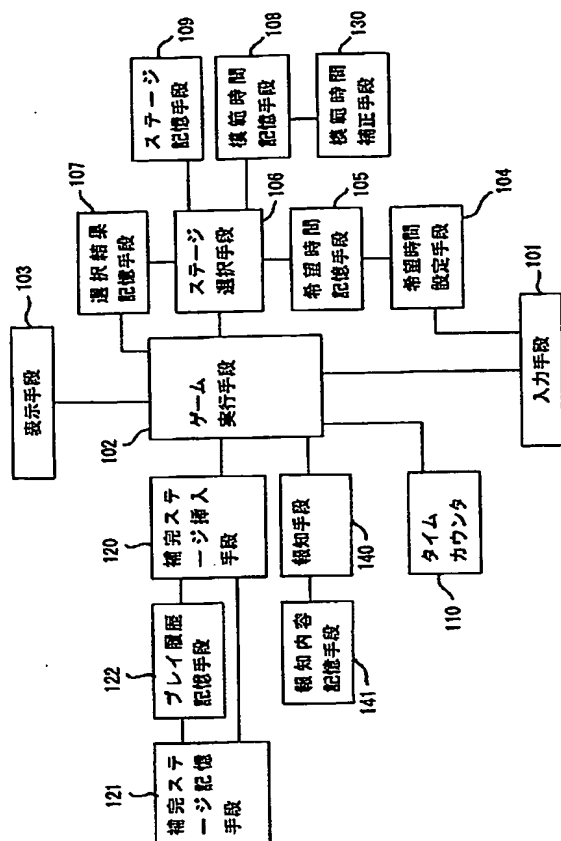 103
表示手段
107
選択結果
記憶手段
109
ステージ
記憶手段
108
模範時間
記憶手段
130
模範時間
補正手段
106
ステージ
選択手段
105
希望時間
記憶手段
104
希望時間
設定手段
101
入力手段
102
ゲーム
実行手段
120
補完ステ
ージ挿入
手段
122
プレイ履歴
記憶手段
121
補完ステ
ージ記憶
手段
140
報知手段
141
報知内容
記憶手段
110
タイム
カウンタ